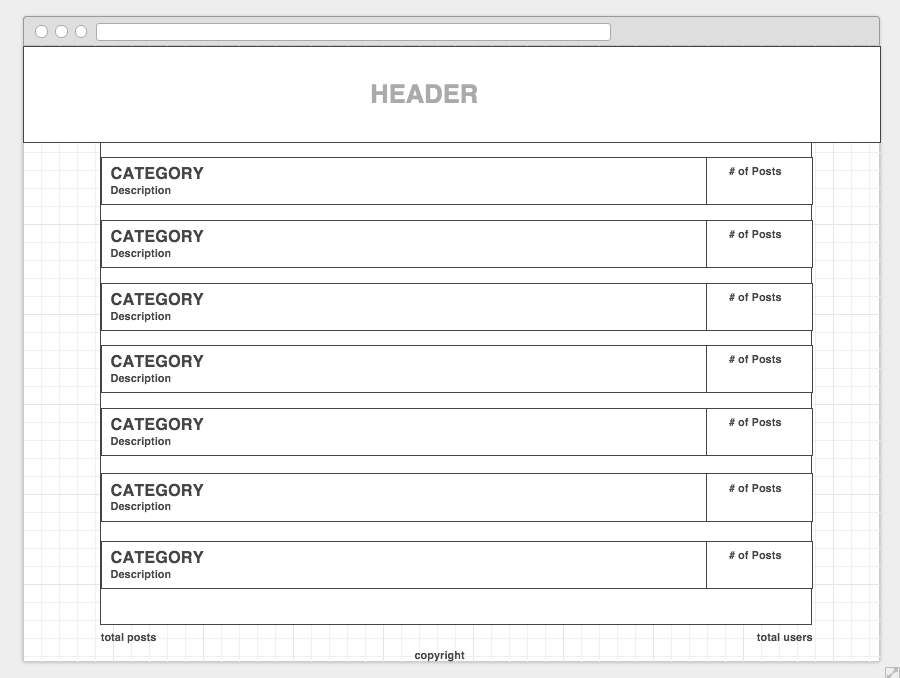 HEADER
CATEGORY
Description
# of Posts
CATEGORY
Description
# of Posts
CATEGORY
Description
# of Posts
CATEGORY
Description
# of Posts
CATEGORY
Description
# of Posts
CATEGORY
Description
# of Posts
CATEGORY
Description
# of Posts
total posts
total users
copyright